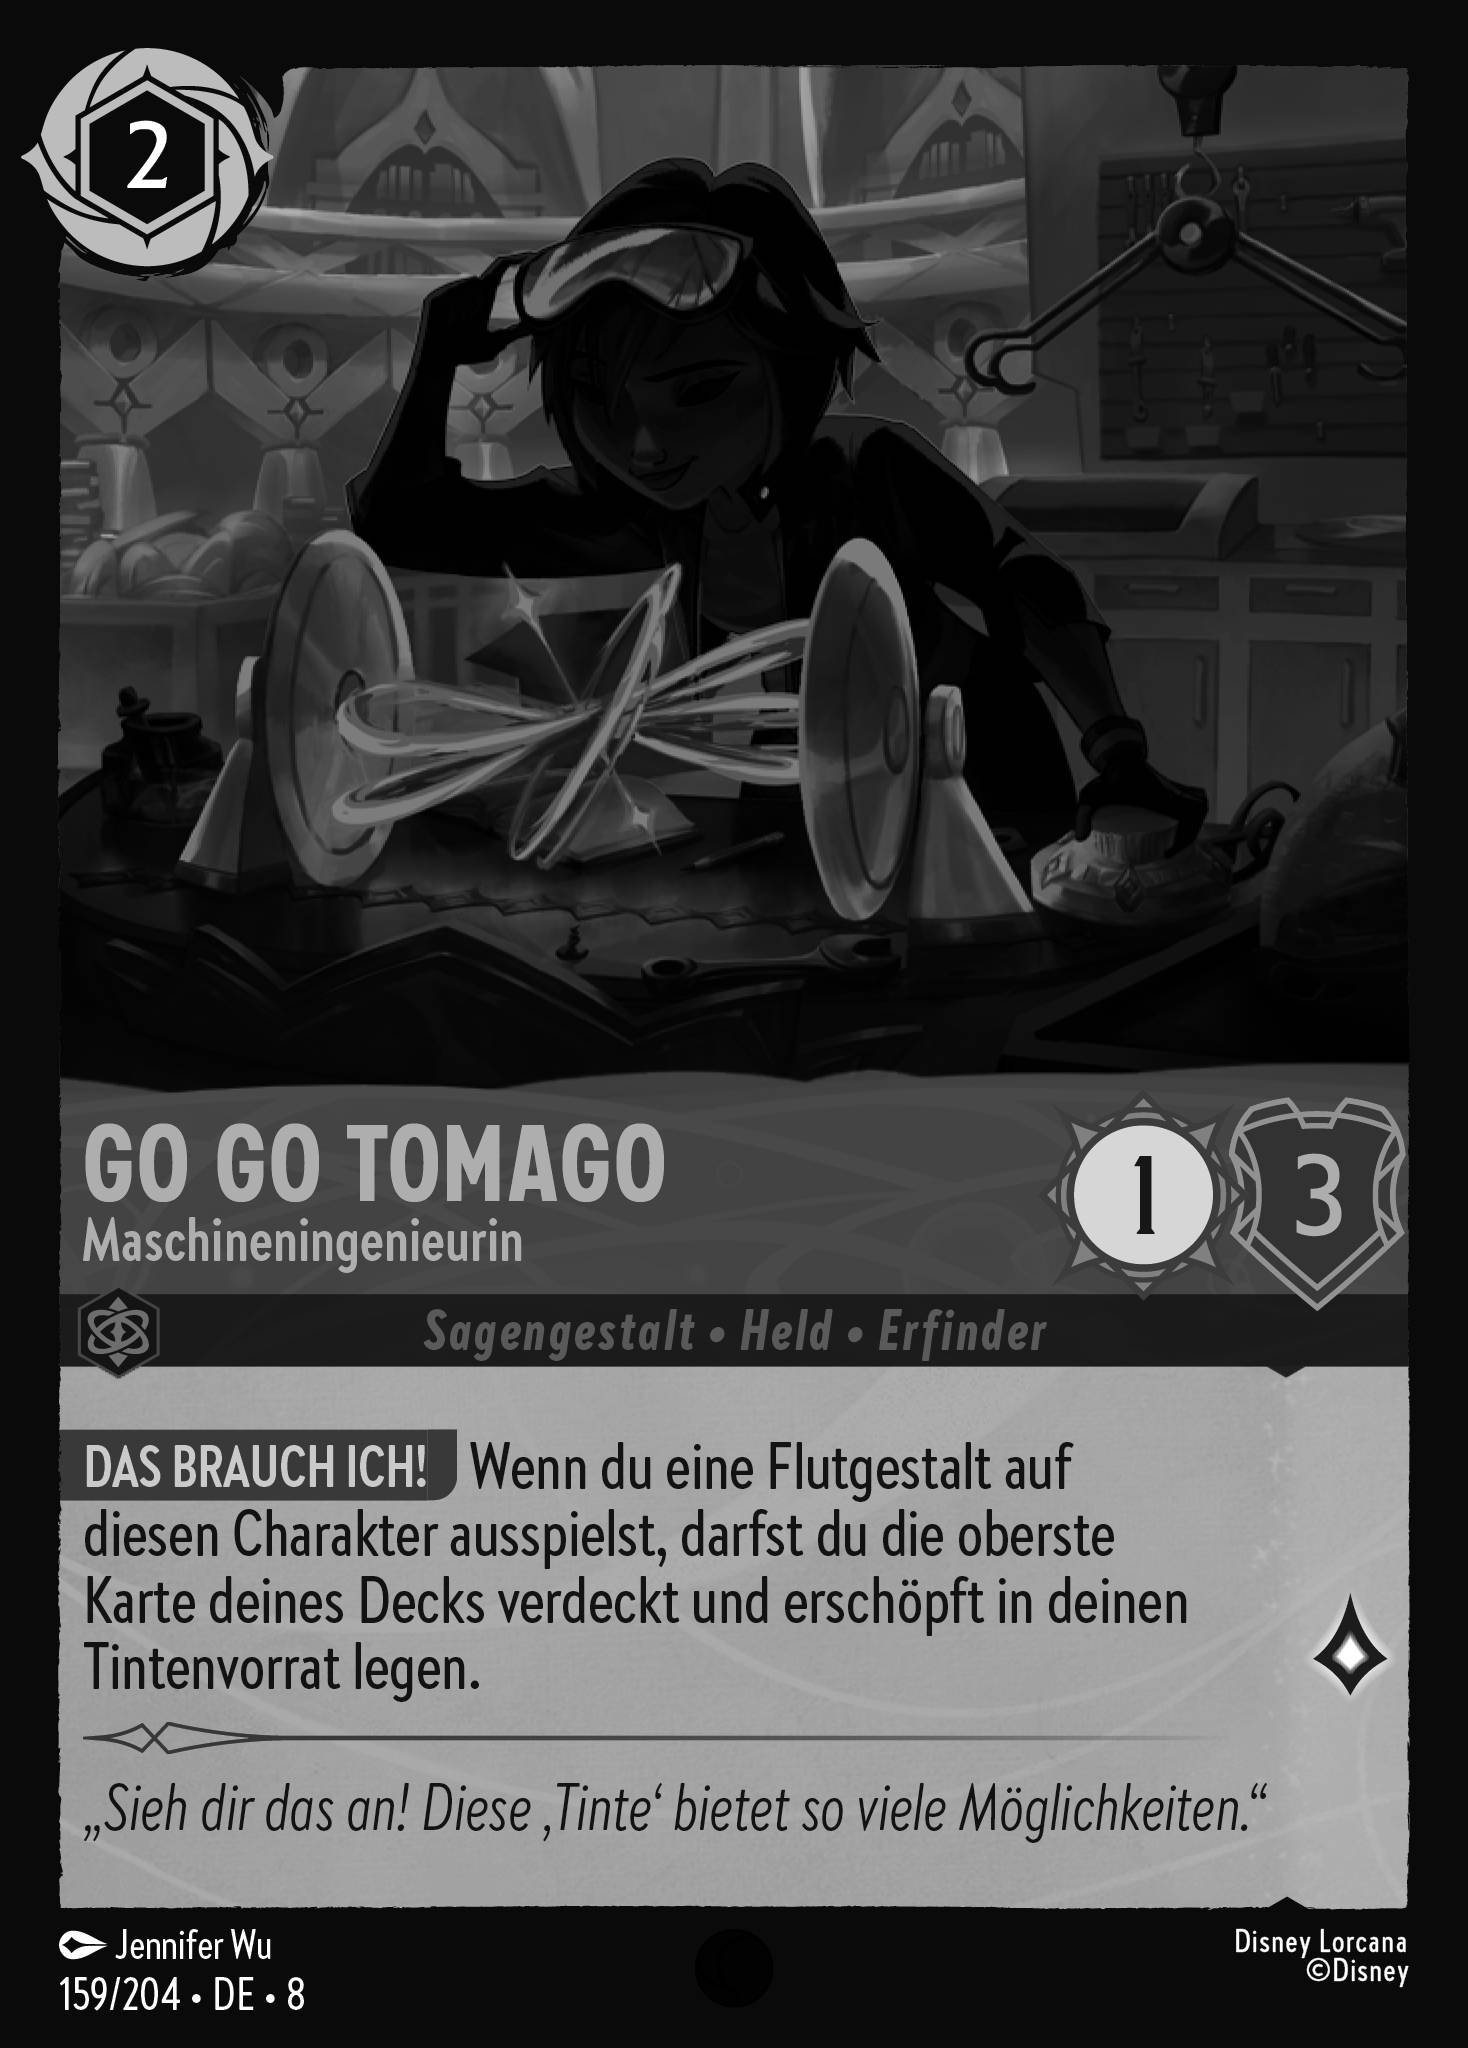 2
GO GO TOMAGO
1
3
Maschineningenieurin
Sagengestalt • Held • Erfinder
DAS BRAUCH ICH! Wenn du eine Flutgestalt auf
diesen Charakter ausspielst, darfst du die oberste
Karte deines Decks verdeckt und erschöpft in deinen
Tintenvorrat legen.
„Sieh dir das an! Diese ‚Tinte‘ bietet so viele Möglichkeiten.“
Jennifer Wu
159/204 • DE • 8
Disney Lorcana
©Disney